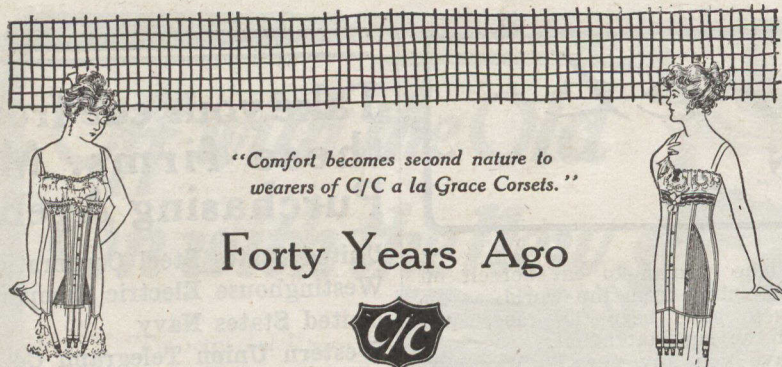 "Comfort becomes second nature to
wearers of C/C a la Grace Corsets."
Forty Years Ago
C/C